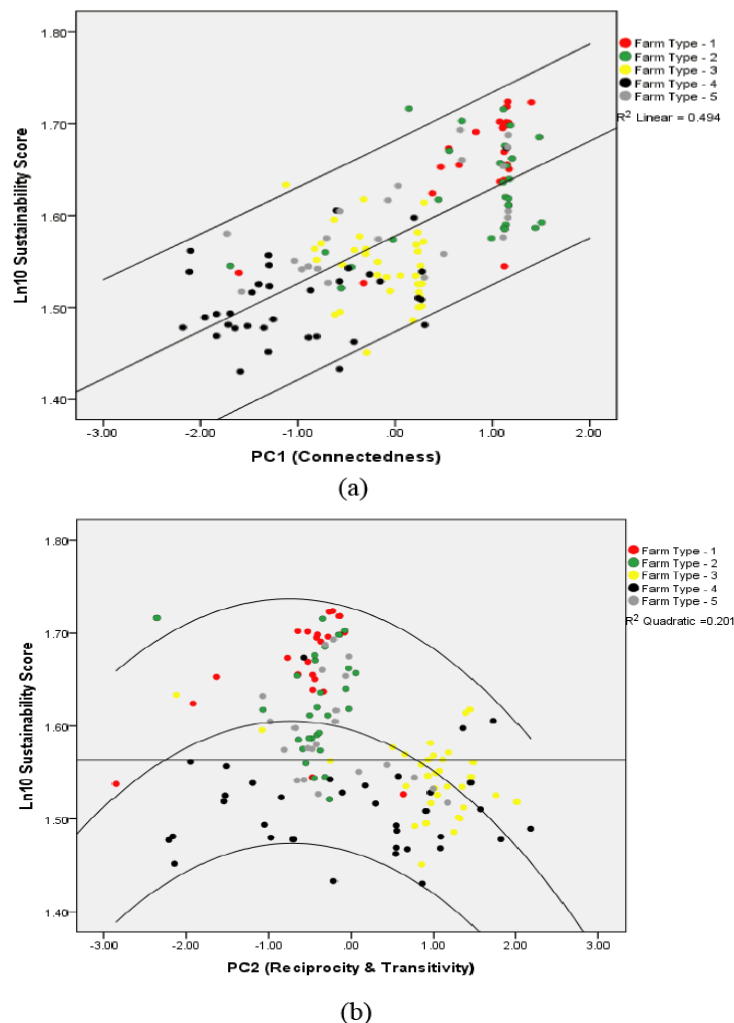 1.80
1.70
1.60
1.50
1.40
Ln10 Sustainability Score
-3.00 -2.00 -1.00 .00 1.00 2.00
PC1 (Connectedness)
Farm Type - 1
Farm Type - 2
Farm Type - 3
Farm Type - 4
Farm Type - 5
R2 Linear = 0.494
(a)
1.80
1.70
1.60
1.50
1.40
Ln10 Sustainability Score
-3.00 -2.00 -1.00 .00 1.00 2.00 3.00
PC2 (Reciprocity & Transitivity)
Farm Type - 1
Farm Type - 2
Farm Type - 3
Farm Type - 4
Farm Type - 5
R2 Quadratic =0.201
(b)